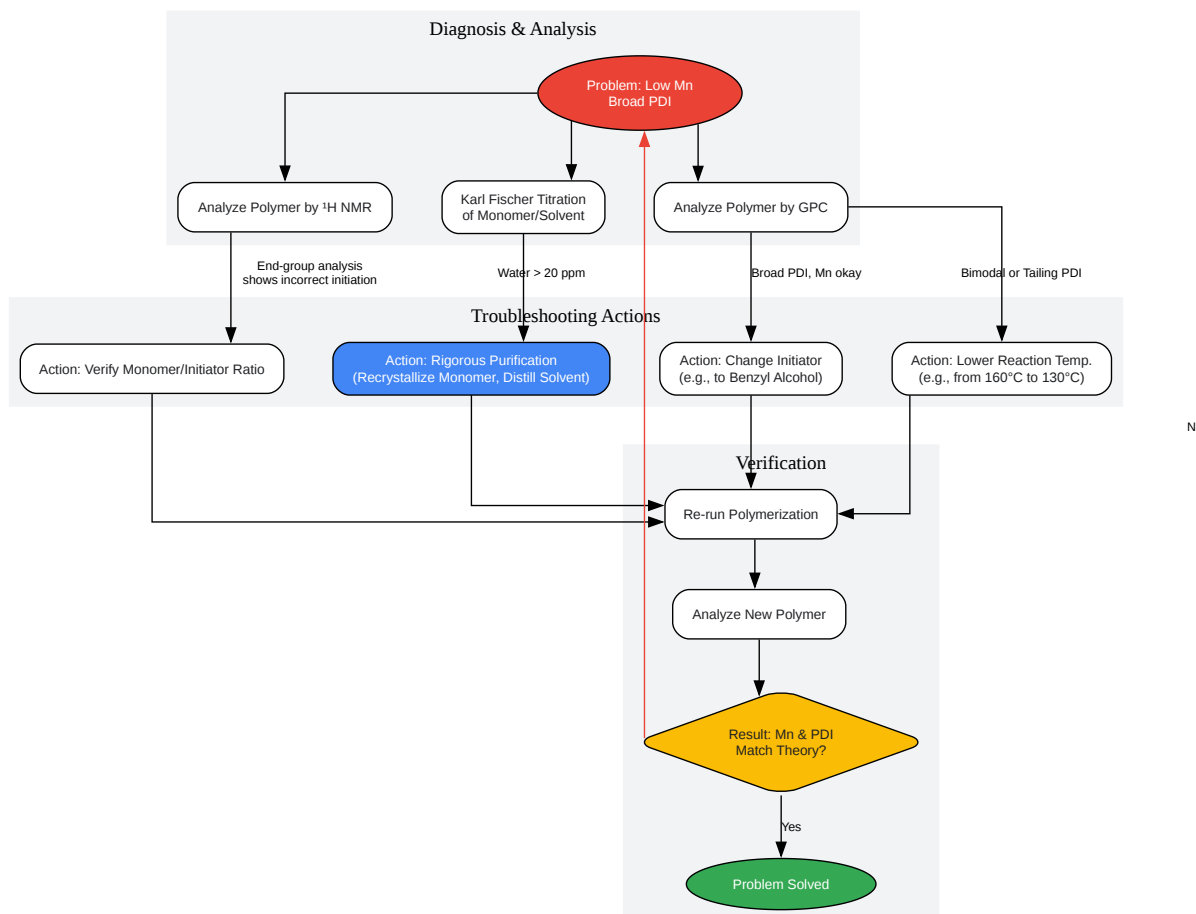 Diagnosis & Analysis
Problem: Low Mn
Broad PDI
Analyze Polymer by ¹H NMR
Karl Fischer Titration
of Monomer/Solvent
Analyze Polymer by GPC
End-group analysis
shows incorrect initiation
Water > 20 ppm
Broad PDI, Mn okay
Bimodal or Tailing PDI
Troubleshooting Actions
Action: Verify Monomer/Initiator Ratio
Action: Rigorous Purification
(Recrystallize Monomer, Distill Solvent)
Action: Change Initiator
(e.g., to Benzyl Alcohol)
Action: Lower Reaction Temp.
(e.g., from 160°C to 130°C)
N
Verification
Re-run Polymerization
Analyze New Polymer
Result: Mn & PDI
Match Theory?
Yes
Problem Solved